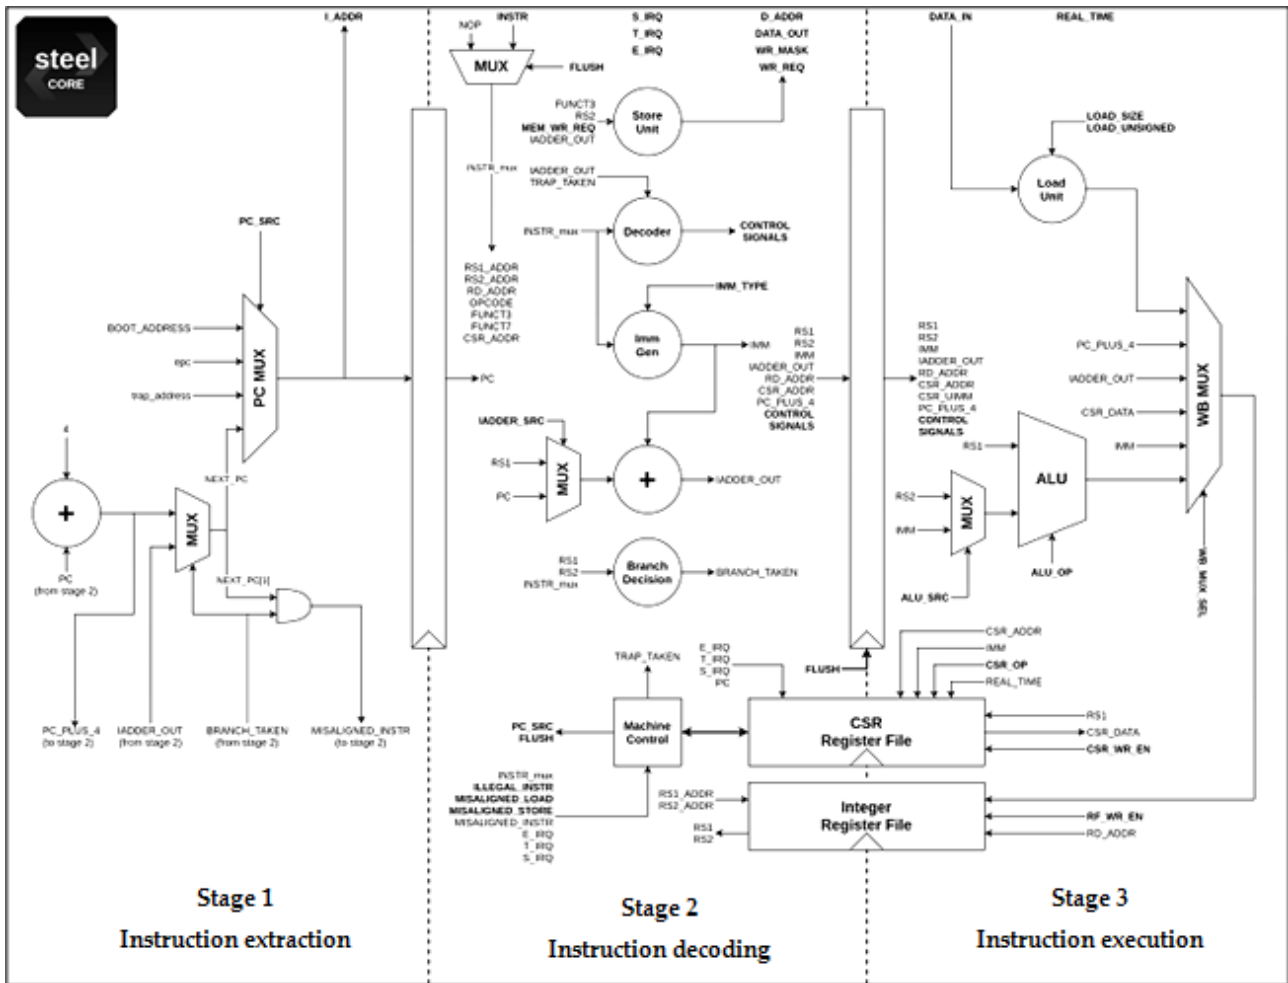 steel
CORE
I_ADDR
PC_SRC
BOOT_ADDRESS
epc
trap_address
PC MUX
4
+
PC
(from stage 2)
MUX
NEXT_PC
NEXT_PC[1]
PC_PLUS_4
(to stage 2)
IADDER_OUT
(from stage 2)
BRANCH_TAKEN
(from stage 2)
MISALIGNED_INSTR
(to stage 2)
Stage 1
Instruction extraction
NOP
INSTR
MUX
FLUSH
INSTR_mux
RS1_ADDR
RS2_ADDR
RD_ADDR
OPCODE
FUNCT3
FUNCT7
CSR_ADDR
PC
S_IRQ
T_IRQ
E_IRQ
D_ADDR
DATA_OUT
WR_MASK
WR_REQ
FUNCT3
RS2
MEM_WR_REQ
IADDER_OUT
Store
Unit
IADDER_OUT
TRAP_TAKEN
INSTR_mux
Decoder
CONTROL
SIGNALS
IMM_TYPE
Imm
Gen
IMM
RS1
RS2
IMM
IADDER_OUT
RD_ADDR
CSR_ADDR
PC_PLUS_4
CONTROL
SIGNALS
IADDER_SRC
RS1
PC
MUX
+
IADDER_OUT
RS1
RS2
INSTR_mux
Branch
Decision
BRANCH_TAKEN
TRAP_TAKEN
E_IRQ
T_IRQ
S_IRQ
PC
FLUSH
PC_SRC
FLUSH
Machine
Control
INSTR_mux
ILLEGAL_INSTR
MISALIGNED_LOAD
MISALIGNED_STORE
MISALIGNED_INSTR
E_IRQ
T_IRQ
S_IRQ
CSR
Register File
RS1_ADDR
RS2_ADDR
RS1
RS2
Integer
Register File
Stage 2
Instruction decoding
DATA_IN
REAL_TIME
LOAD_SIZE
LOAD_UNSIGNED
Load
Unit
RS1
RS2
IMM
IADDER_OUT
RD_ADDR
CSR_ADDR
CSR_UIMM
PC_PLUS_4
CONTROL
SIGNALS
PC_PLUS_4
IADDER_OUT
CSR_DATA
IMM
WB MUX
WB_MUX_SEL
RS1
ALU
RS2
IMM
MUX
ALU_SRC
ALU_OP
CSR_ADDR
IMM
CSR_OP
REAL_TIME
RS1
CSR_DATA
CSR_WR_EN
RF_WR_EN
RD_ADDR
Stage 3
Instruction execution